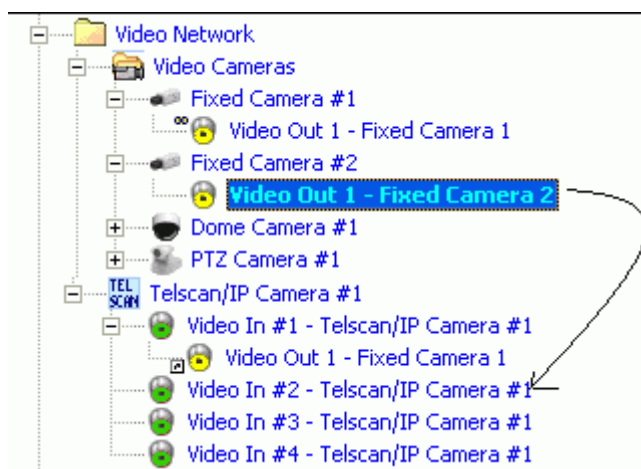 Video Network
Video Cameras
Fixed Camera #1
Video Out 1 - Fixed Camera 1
Fixed Camera #2
Video Out 1 - Fixed Camera 2
Dome Camera #1
PTZ Camera #1
TEL SCAN Telscan/IP Camera #1
Video In #1 - Telscan/IP Camera #1
Video Out 1 - Fixed Camera 1
Video In #2 - Telscan/IP Camera #1
Video In #3 - Telscan/IP Camera #1
Video In #4 - Telscan/IP Camera #1